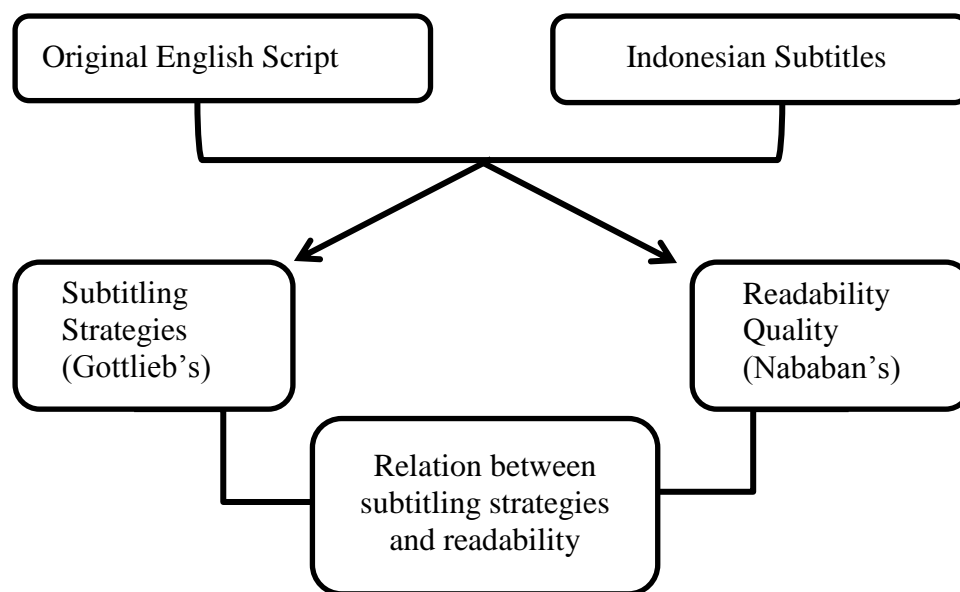 Original English Script
Indonesian Subtitles
Subtitling
Strategies
(Gottlieb’s)
Readability
Quality
(Nababan’s)
Relation between
subtitling strategies
and readability